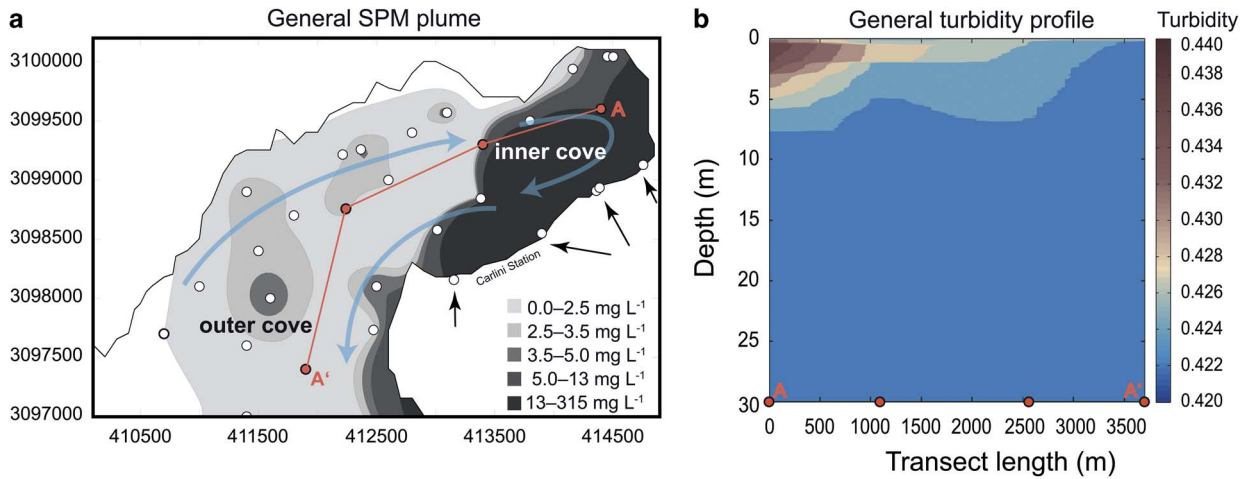 a
General SPM plume
3100000
3099500
3099000
3098500
3098000
3097500
3097000
410500
411500
412500
413500
414500
A
inner cove
Carlini Station
outer cove
A‘
0.0–2.5 mg L-1
2.5–3.5 mg L-1
3.5–5.0 mg L-1
5.0–13 mg L-1
13–315 mg L-1
b
General turbidity profile
Turbidity
Depth (m)
0
5
10
15
20
25
30
A
A‘
0
500
1000
1500
2000
2500
3000
3500
Transect length (m)
0.440
0.438
0.436
0.434
0.432
0.430
0.428
0.426
0.424
0.422
0.420